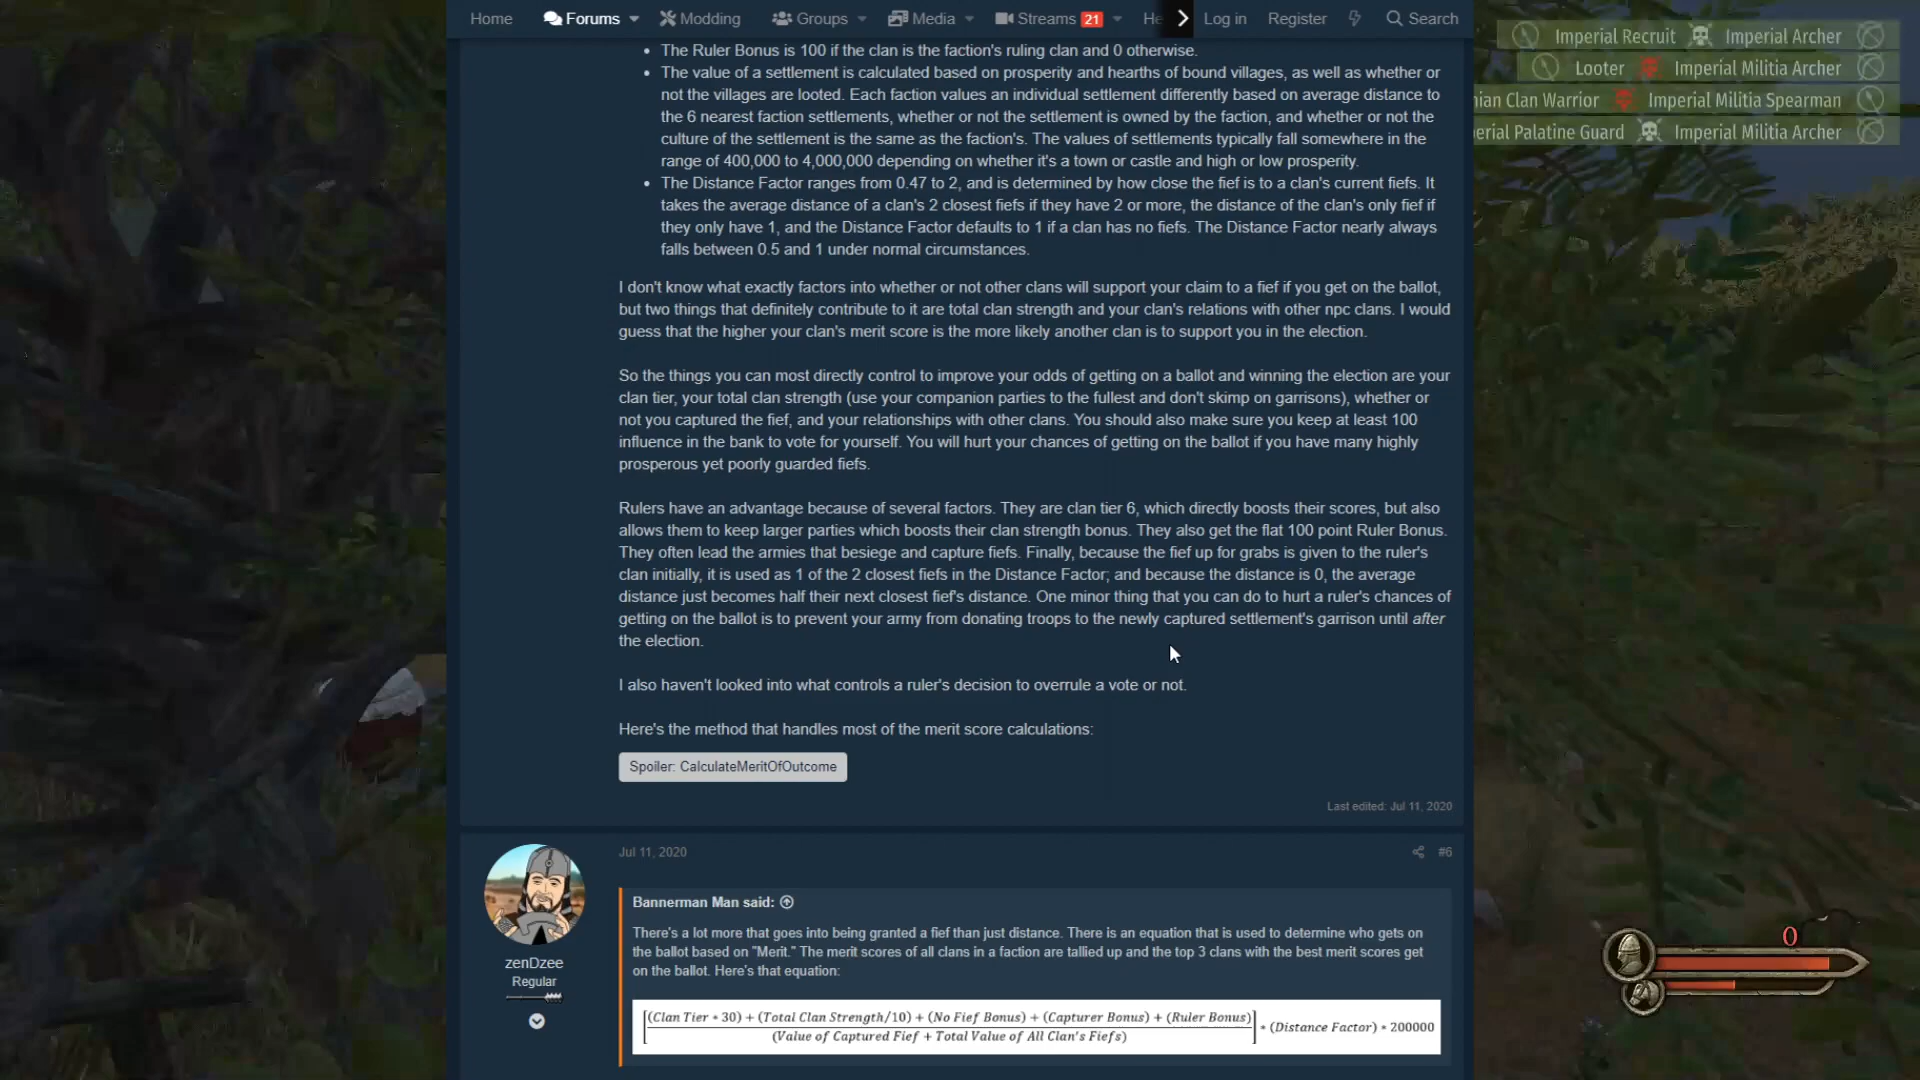 Home Forums Modding Groups Media Streams 21 He Log in Register Search
Imperial Recruit Imperial Archer
Looter Imperial Militia Archer
nian Clan Warrior Imperial Militia Spearman
erial Palatine Guard Imperial Militia Archer
• The Ruler Bonus is 100 if the clan is the faction's ruling clan and 0 otherwise.
• The value of a settlement is calculated based on prosperity and hearths of bound villages, as well as whether or
not the villages are looted. Each faction values an individual settlement differently based on average distance to
the 6 nearest faction settlements, whether or not the settlement is owned by the faction, and whether or not the
culture of the settlement is the same as the faction's. The values of settlements typically fall somewhere in the
range of 400,000 to 4,000,000 depending on whether it's a town or castle and high or low prosperity.
• The Distance Factor ranges from 0.47 to 2, and is determined by how close the fief is to a clan's current fiefs. It
takes the average distance of a clan's 2 closest fiefs if they have 2 or more, the distance of the clan's only fief if
they only have 1, and the Distance Factor defaults to 1 if a clan has no fiefs. The Distance Factor nearly always
falls between 0.5 and 1 under normal circumstances.
I don't know what exactly factors into whether or not other clans will support your claim to a fief if you get on the ballot,
but two things that definitely contribute to it are total clan strength and your clan's relations with other npc clans. I would
guess that the higher your clan's merit score is the more likely another clan is to support you in the election.
So the things you can most directly control to improve your odds of getting on a ballot and winning the election are your
clan tier, your total clan strength (use your companion parties to the fullest and don't skimp on garrisons), whether or
not you captured the fief, and your relationships with other clans. You should also make sure you keep at least 100
influence in the bank to vote for yourself. You will hurt your chances of getting on the ballot if you have many highly
prosperous yet poorly guarded fiefs.
Rulers have an advantage because of several factors. They are clan tier 6, which directly boosts their scores, but also
allows them to keep larger parties which boosts their clan strength bonus. They also get the flat 100 point Ruler Bonus.
They often lead the armies that besiege and capture fiefs. Finally, because the fief up for grabs is given to the ruler's
clan initially, it is used as 1 of the 2 closest fiefs in the Distance Factor; and because the distance is 0, the average
distance just becomes half their next closest fief's distance. One minor thing that you can do to hurt a ruler's chances of
getting on the ballot is to prevent your army from donating troops to the newly captured settlement's garrison until after
the election.
I also haven't looked into what controls a ruler's decision to overrule a vote or not.
Here's the method that handles most of the merit score calculations:
Spoiler: CalculateMeritOfOutcome
Last edited: Jul 11, 2020
Jul 11, 2020 #6
zenDzee
Regular
Bannerman Man said:
There's a lot more that goes into being granted a fief than just distance. There is an equation that is used to determine who gets on
the ballot based on "Merit." The merit scores of all clans in a faction are tallied up and the top 3 clans with the best merit scores get
on the ballot. Here's that equation:
[(Clan Tier * 30) + (Total Clan Strength/10) + (No Fief Bonus) + (Capturer Bonus) + (Ruler Bonus)
(Value of Captured Fief + Total Value of All Clan's Fiefs)] * (Distance Factor) * 200000
0